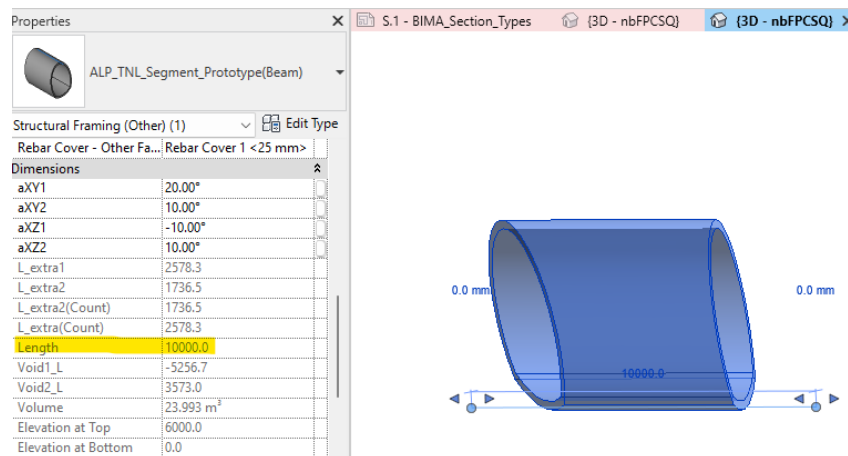 Properties
S.1 - BIMA_Section_Types
{3D - nbFPCSQ}
{3D - nbFPCSQ}
ALP_TNL_Segment_Prototype(Beam)
Structural Framing (Other) (1)
Edit Type
Rebar Cover - Other Fa... Rebar Cover 1 <25 mm>
Dimensions
aXY1 20.00°
aXY2 10.00°
aXZ1 -10.00°
aXZ2 10.00°
L_extra1 2578.3
L_extra2 1736.5
L_extra2(Count) 1736.5
L_extra(Count) 2578.3
Length 10000.0
Void1_L -5256.7
Void2_L 3573.0
Volume 23.993 m³
Elevation at Top 6000.0
Elevation at Bottom 0.0
0.0 mm
0.0 mm
10000.0